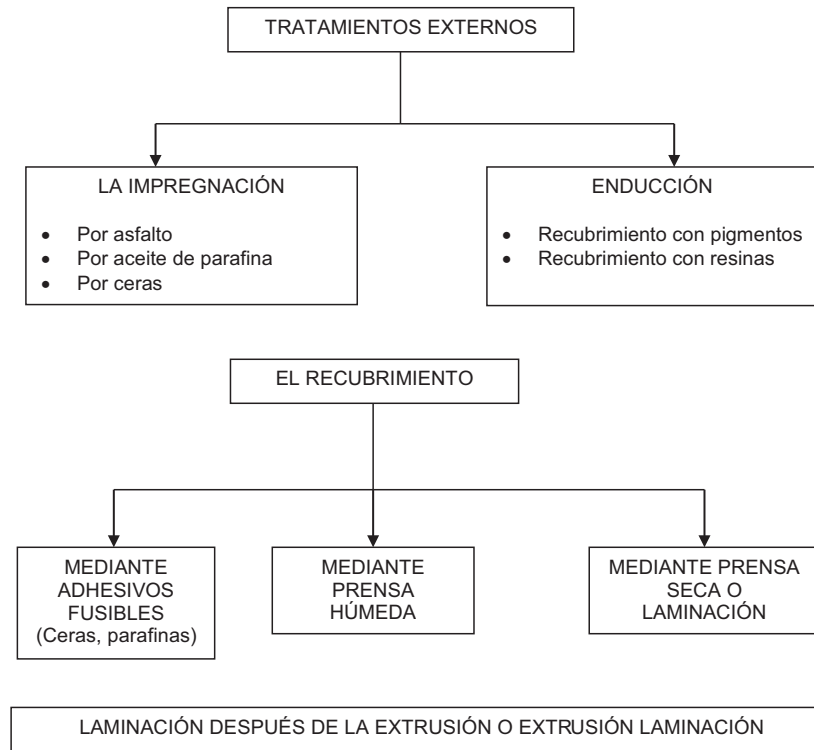 TRATAMIENTOS EXTERNOS
LA IMPREGNACIÓN
• Por asfalto
• Por aceite de parafina
• Por ceras
ENDUCCIÓN
• Recubrimiento con pigmentos
• Recubrimiento con resinas
EL RECUBRIMIENTO
MEDIANTE
ADHESIVOS
FUSIBLES
(Ceras, parafinas)
MEDIANTE
PRENSA
HÚMEDA
MEDIANTE PRENSA
SECA O
LAMINACIÓN
LAMINACIÓN DESPUÉS DE LA EXTRUSIÓN O EXTRUSIÓN LAMINACIÓN